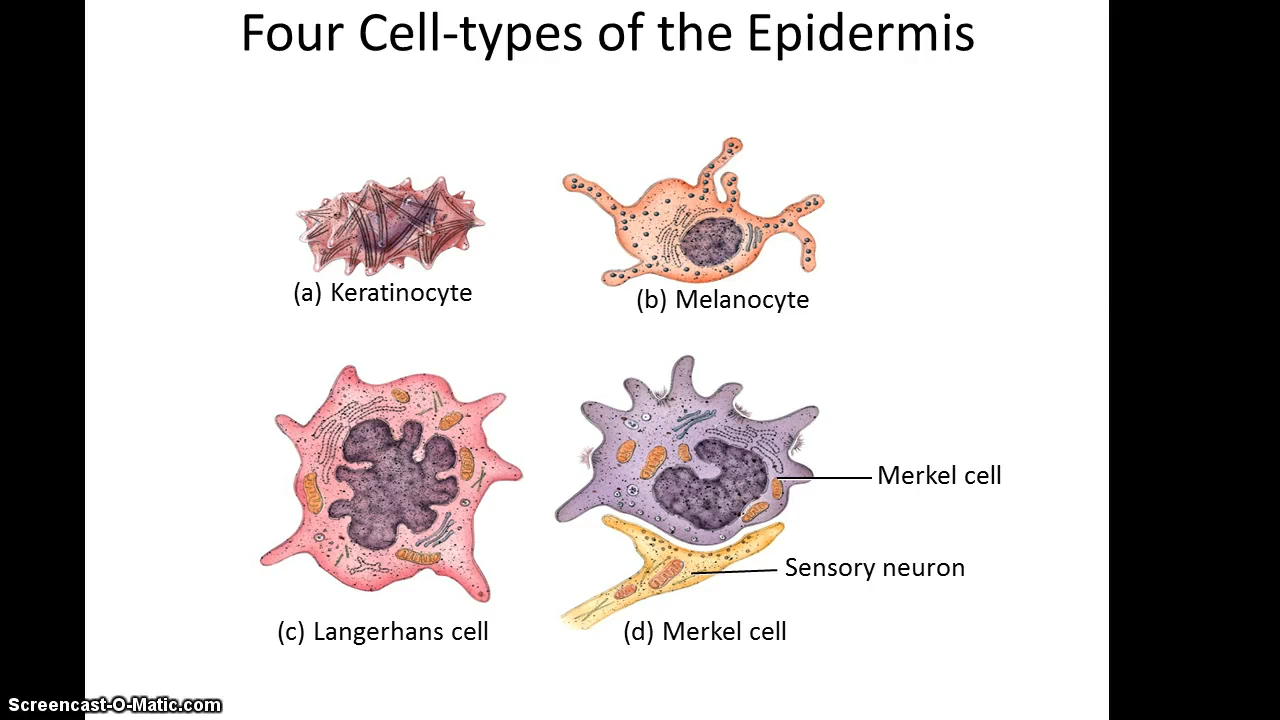 Four Cell-types of the Epidermis
(a) Keratinocyte
(b) Melanocyte
Merkel cell
Sensory neuron
(c) Langerhans cell
(d) Merkel cell
Screencast-O-Matic.com